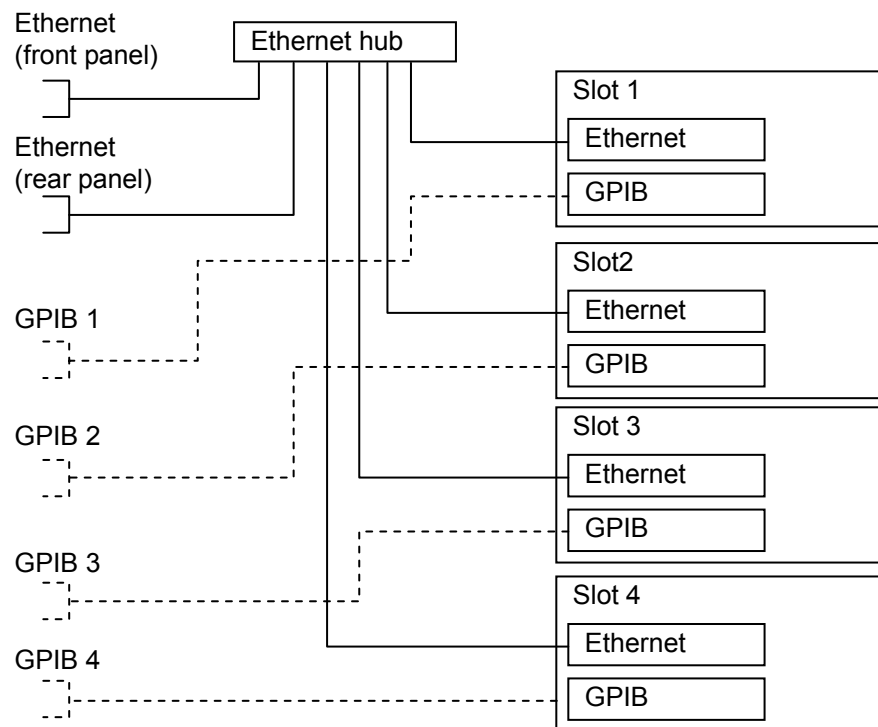 Ethernet
(front panel)
Ethernet hub
Ethernet
(rear panel)
GPIB 1
GPIB 2
GPIB 3
GPIB 4
Slot 1
Ethernet
GPIB
Slot2
Ethernet
GPIB
Slot 3
Ethernet
GPIB
Slot 4
Ethernet
GPIB